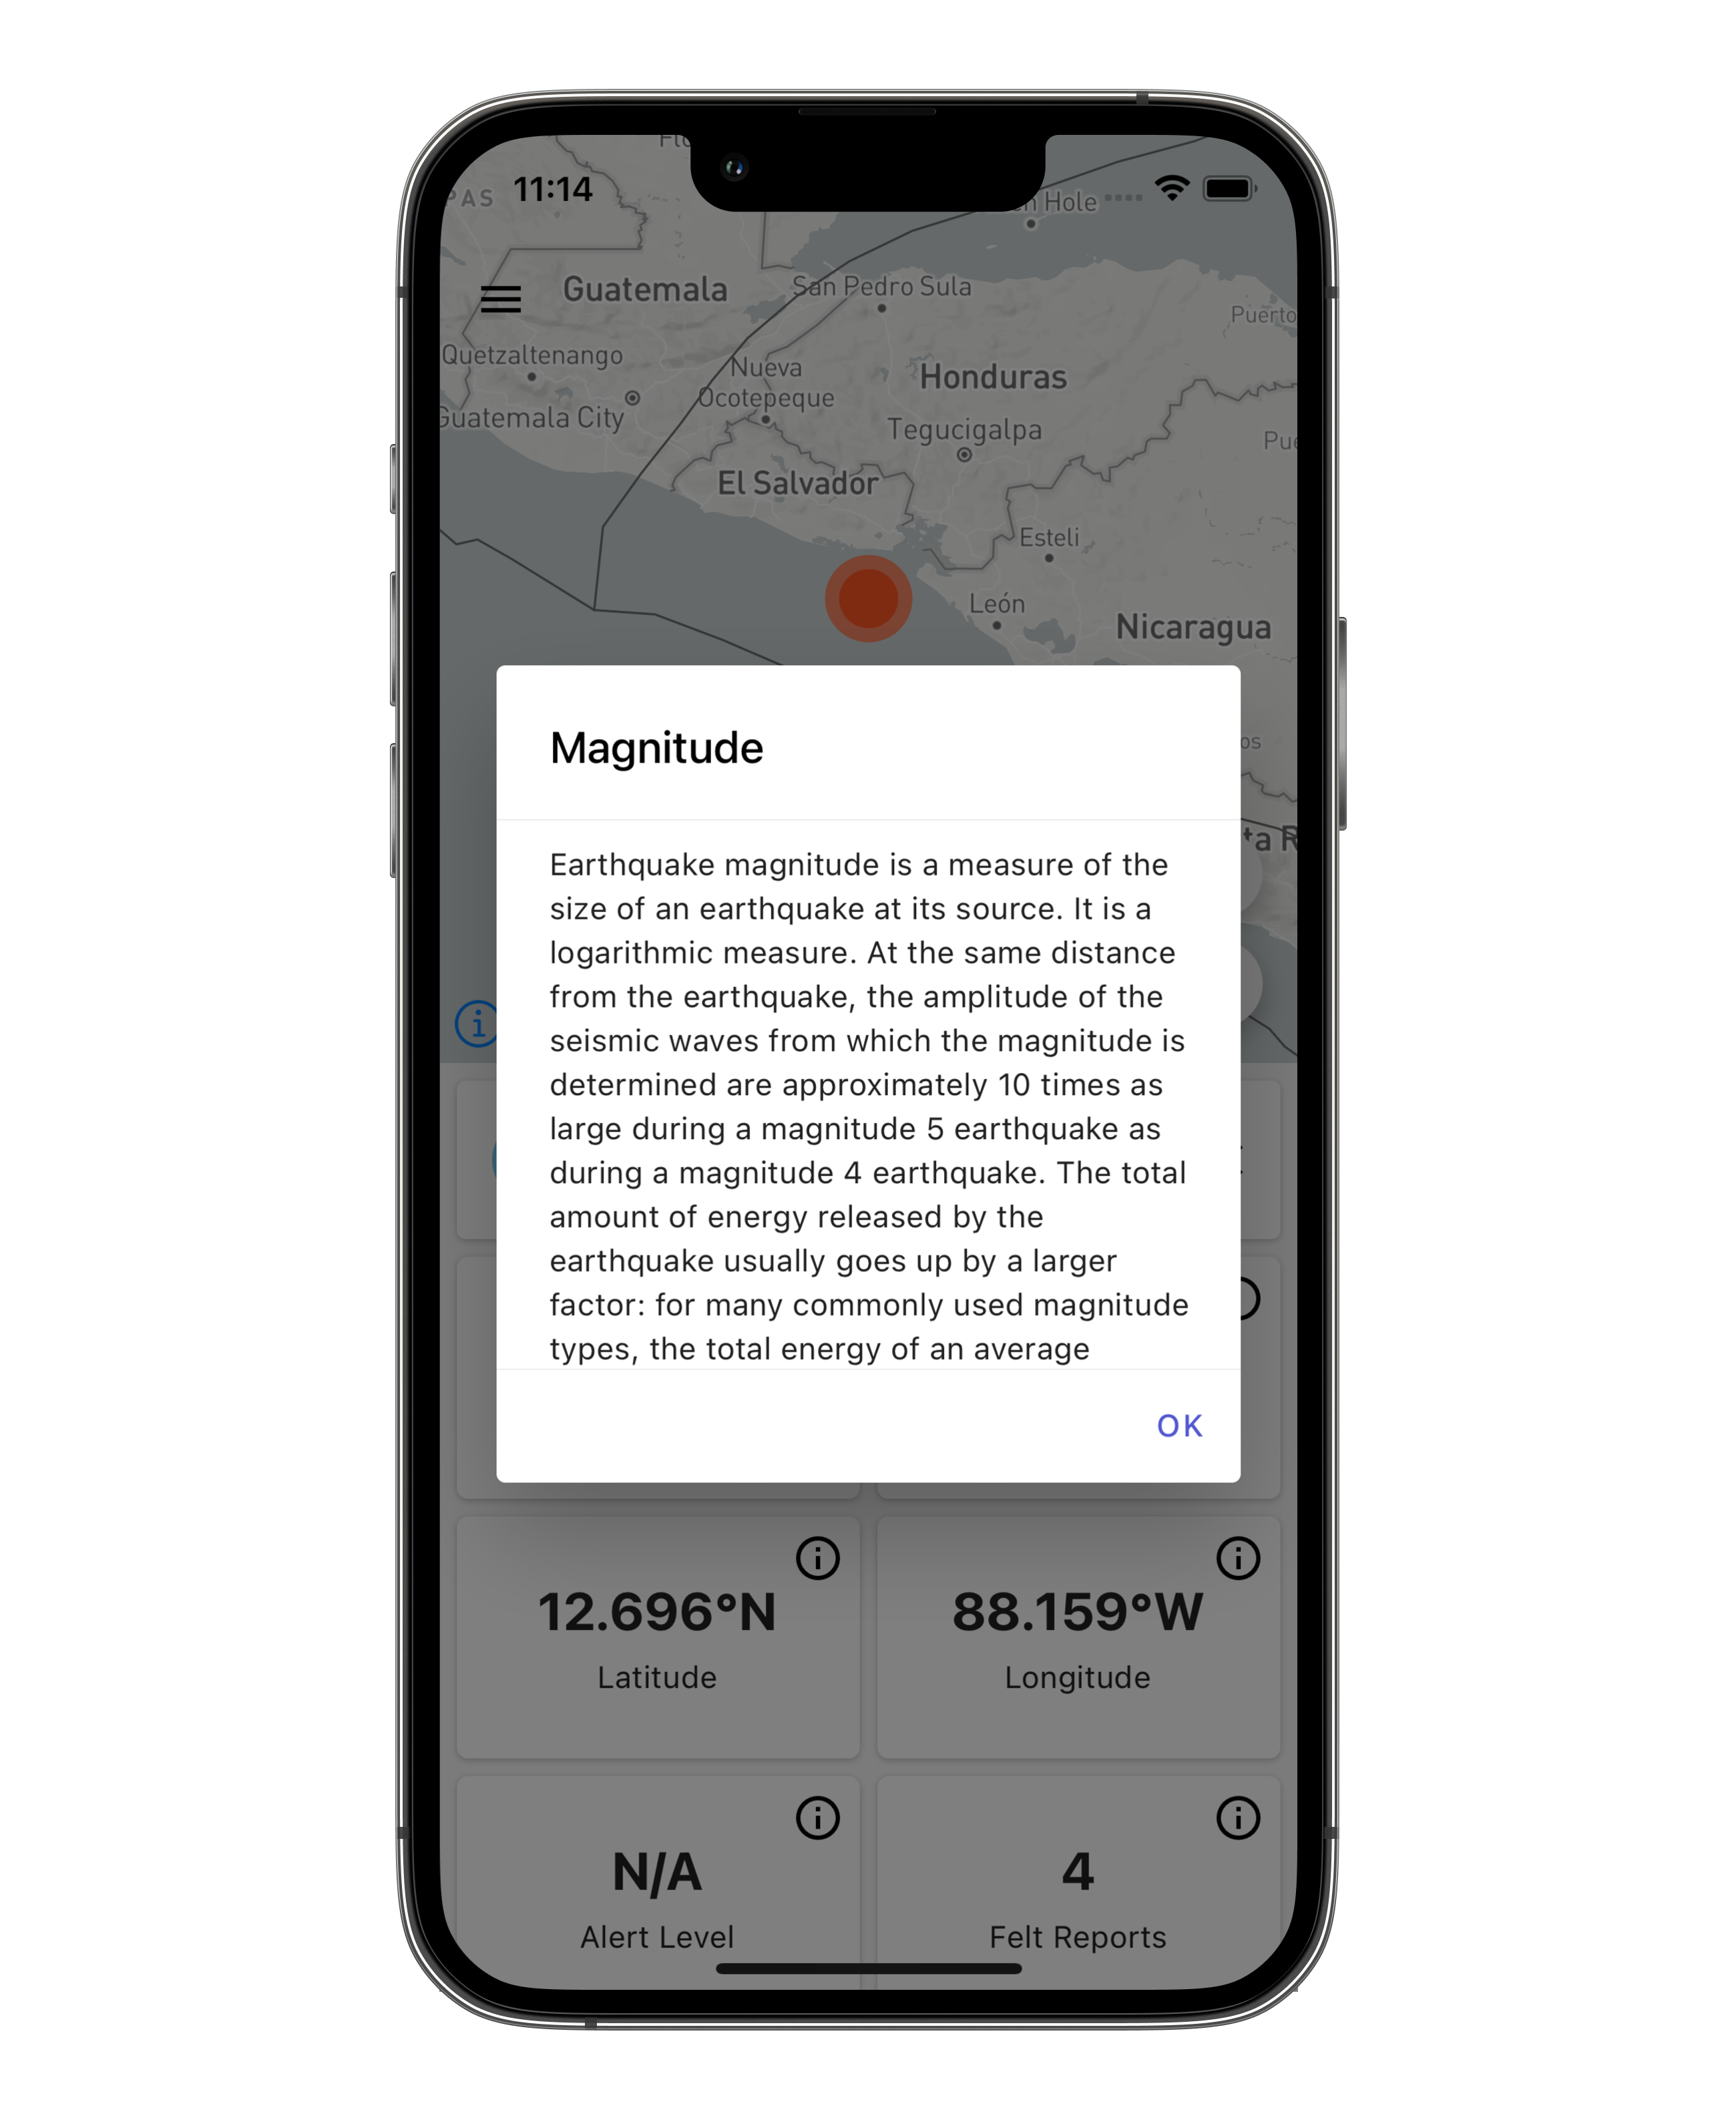 11:14
PAS
Hole
Guatemala
San Pedro Sula
Puerto
Quetzaltenango
Nueva
Ocotepeque
Honduras
Guatemala City
Tegucigalpa
El Salvador
Esteli
León
Nicaragua
Magnitude
Earthquake magnitude is a measure of the
size of an earthquake at its source. It is a
logarithmic measure. At the same distance
from the earthquake, the amplitude of the
seismic waves from which the magnitude is
determined are approximately 10 times as
large during a magnitude 5 earthquake as
during a magnitude 4 earthquake. The total
amount of energy released by the
earthquake usually goes up by a larger
factor: for many commonly used magnitude
types, the total energy of an average
OK
12.696°N
Latitude
88.159°W
Longitude
N/A
Alert Level
4
Felt Reports